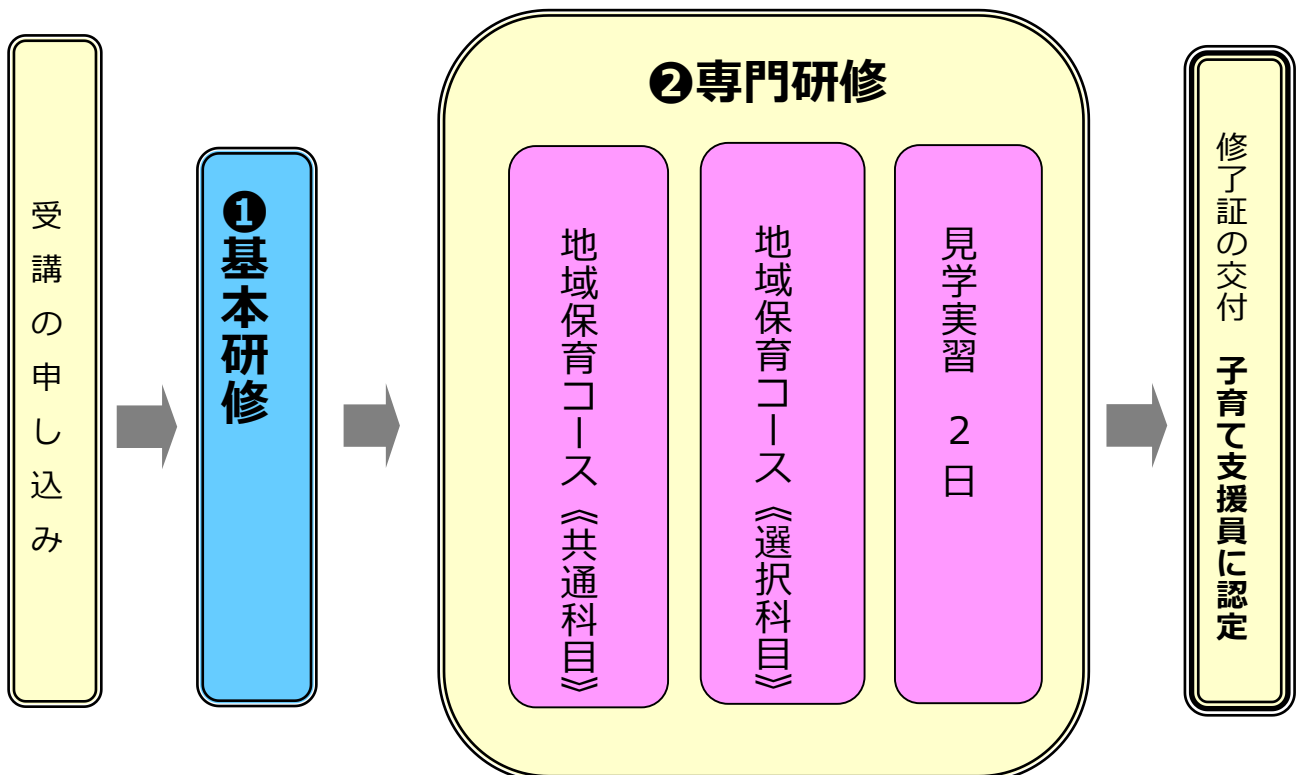 受講の申し込み
❶基本研修
❷専門研修
地域保育コース《共通科目》
地域保育コース《選択科目》
見学実習 2日
修了証の交付 子育て支援員に認定